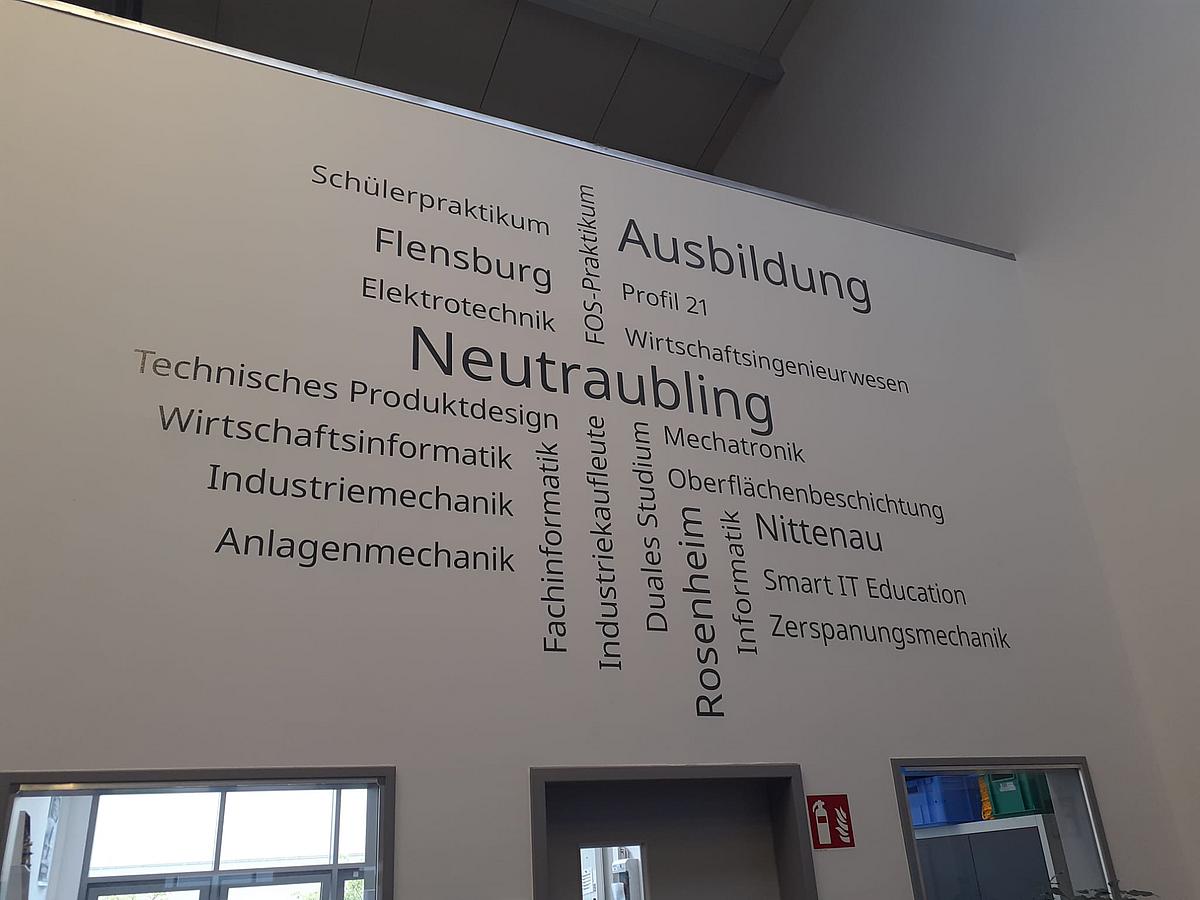 Schülerpraktikum
Flensburg
Elektrotechnik
FOS-Praktikum
Ausbildung
Profil 21
Wirtschaftsingenieurwesen
Neutraubling
Technisches Produktdesign
Wirtschaftsinformatik
Industriemechanik
Anlagenmechanik
Fachinformatik
Industriekaufleute
Duales Studium
Rosenheim
Informatik
Mechatronik
Oberflächenbeschichtung
Nittenau
Smart IT Education
Zerspanungsmechanik